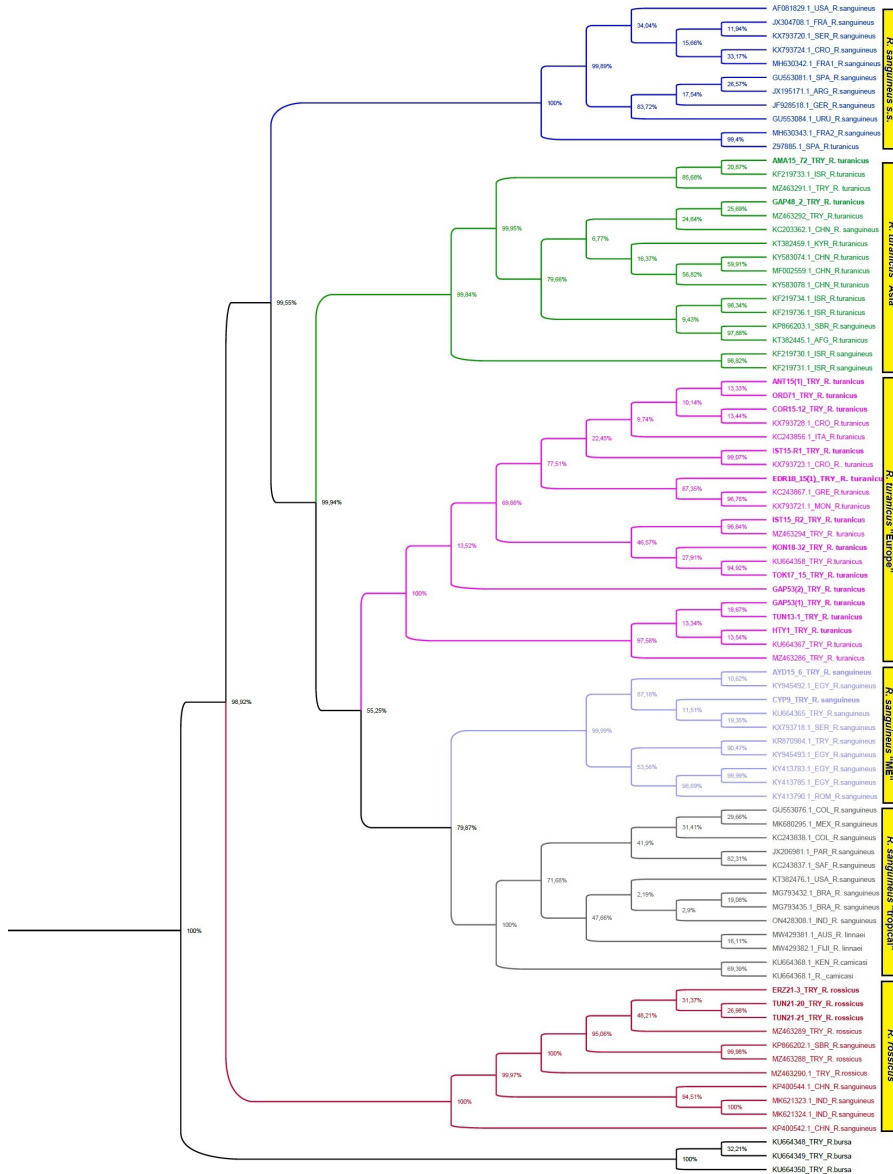 AF081829.1_USA_R.sanguineus
JX304708.1_FRA_R.sanguineus
KX793720.1_SER_R.sanguineus
KX793724.1_CRO_R.sanguineus
MH630342.1_FRA1_R.sanguineus
GU553081.1_SPA_R.sanguineus
JX195171.1_ARG_R.sanguineus
JF928518.1_GER_R.sanguineus
GU553084.1_URU_R.sanguineus
MH630343.1_FRA2_R.sanguineus
Z97885.1_SPA_R.turanicus
34,04%
11,94%
15,66%
33,17%
99,89%
26,57%
17,54%
83,72%
100%
99,4%
R. sanguineus s.s.
AMA15_72_TRY_R. turanicus
KF219733.1_ISR_R.turanicus
MZ463291.1_TRY_R. turanicus
GAP48_2_TRY_R. turanicus
MZ463292_TRY_R.turanicus
KC203362.1_CHN_R. sanguineus
KT382459.1_KYR_R.turanicus
KY583074.1_CHN_R.turanicus
MF002559.1_CHN_R.turanicus
KY583078.1_CHN_R.turanicus
KF219734.1_ISR_R.turanicus
KF219736.1_ISR_R.turanicus
KP866203.1_SBR_R.sanguineus
KT382445.1_AFG_R.turanicus
KF219730.1_ISR_R.sanguineus
KF219731.1_ISR_R.sanguineus
20,87%
85,68%
25,69%
24,64%
99,95%
6,77%
59,91%
16,37%
56,82%
79,66%
99,84%
98,34%
9,43%
97,88%
98,82%
99,55%
R. turanicus "Asia"
ANT15(1)_TRY_R. turanicus
ORD71_TRY_R. turanicus
COR15-12_TRY_R. turanicus
KX793728.1_CRO_R.turanicus
KC243856.1_ITA_R.turanicus
IST15-R1_TRY_R. turanicus
KX793723.1_CRO_R.. turanicus
EDR18_15(1)_TRY_R. turanicus
KC243867.1_GRE_R.turanicus
KX793721.1_MON_R.turanicus
IST15_R2_TRY_R. turanicus
MZ463294_TRY_R.turanicus
KON18-32_TRY_R. turanicus
KU664358_TRY_R.turanicus
TOK17_15_TRY_R. turanicus
GAP53(2)_TRY_R. turanicus
GAP53(1)_TRY_R. turanicus
TUN13-1_TRY_R. turanicus
HTY1_TRY_R. turanicus
KU664367_TRY_R.turanicus
MZ463286_TRY_R. turanicus
13,33%
10,14%
9,74%
13,44%
22,45%
99,07%
77,51%
87,35%
96,76%
69,66%
99,94%
96,64%
13,52%
46,57%
27,91%
94,92%
100%
18,67%
13,34%
13,54%
97,58%
R. turanicus "Europe"
AYD15_6_TRY_R. sanguineus
KY945492.1_EGY_R.sanguineus
CYP9_TRY_R. sanguineus
KU664365_TRY_R.sanguineus
KX793718.1_SER_R.sanguineus
KR870984.1_TRY_R.sanguineus
KY945493.1_EGY_R.sanguineus
KY413783.1_EGY_R.sanguineus
KY413785.1_EGY_R.sanguineus
KY413790.1_ROM_R.sanguineus
10,62%
87,18%
98,92%
11,51%
55,25%
19,35%
99,99%
90,47%
53,56%
99,99%
98,69%
R. sanguineus "ME"
GU553076.1_COL_R.sanguineus
MK680295.1_MEX_R.sanguineus
KC243838.1_COL_R.sanguineus
JX206981.1_PAR_R.sanguineus
KC243837.1_SAF_R.sanguineus
KT382476.1_USA_R.sanguineus
MG793432.1_BRA_R. sanguineus
MG793435.1_BRA_R. sanguineus
ON428308.1_IND_R. sanguineus
MW429381.1_AUS_R. linnaei
MW429382.1_FIJI_R. linnaei
KU664368.1_KEN_R.camicasi
KU664368.1_R._camicasi
29,66%
31,41%
79,87%
41,9%
82,31%
71,68%
2,19%
19,08%
2,9%
47,66%
100%
100%
16,11%
69,39%
R. sanguineus "tropical"
ERZ21-3_TRY_R. rossicus
TUN21-20_TRY_R. rossicus
TUN21-21_TRY_R. rossicus
MZ463289_TRY_R. rossicus
KP866202.1_SBR_R.sanguineus
MZ463288_TRY_R. rossicus
MZ463290.1_TRY_R.rossicus
KP400544.1_CHN_R.sanguineus
MK621323.1_IND_R.sanguineus
MK621324.1_IND_R.sanguineus
KP400542.1_CHN_R.sanguineus
31,37%
48,21%
26,98%
95,06%
100%
99,98%
99,97%
94,51%
100%
100%
R. rossicus
KU664348_TRY_R.bursa
KU664349_TRY_R.bursa
KU664350_TRY_R.bursa
32,21%
100%